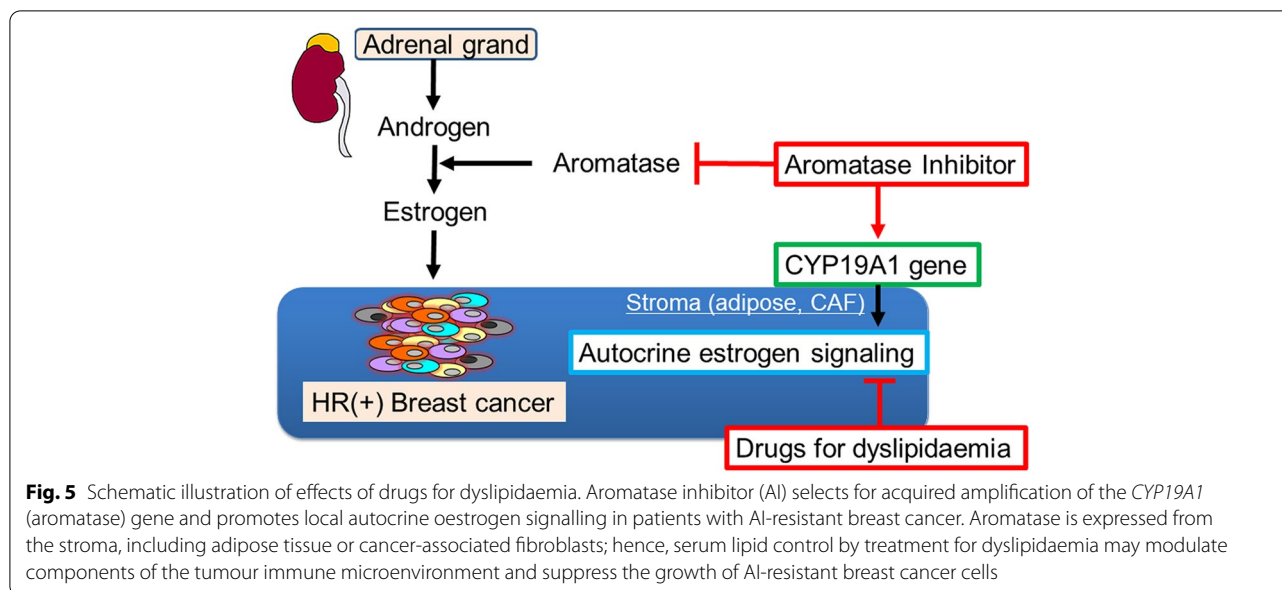 Adrenal grand
Androgen
Aromatase
Aromatase Inhibitor
Estrogen
CYP19A1 gene
Stroma (adipose, CAF)
Autocrine estrogen signaling
HR(+) Breast cancer
Drugs for dyslipidaemia
Fig. 5 Schematic illustration of effects of drugs for dyslipidaemia. Aromatase inhibitor (AI) selects for acquired amplification of the CYP19A1
(aromatase) gene and promotes local autocrine oestrogen signalling in patients with AI-resistant breast cancer. Aromatase is expressed from
the stroma, including adipose tissue or cancer-associated fibroblasts; hence, serum lipid control by treatment for dyslipidaemia may modulate
components of the tumour immune microenvironment and suppress the growth of AI-resistant breast cancer cells